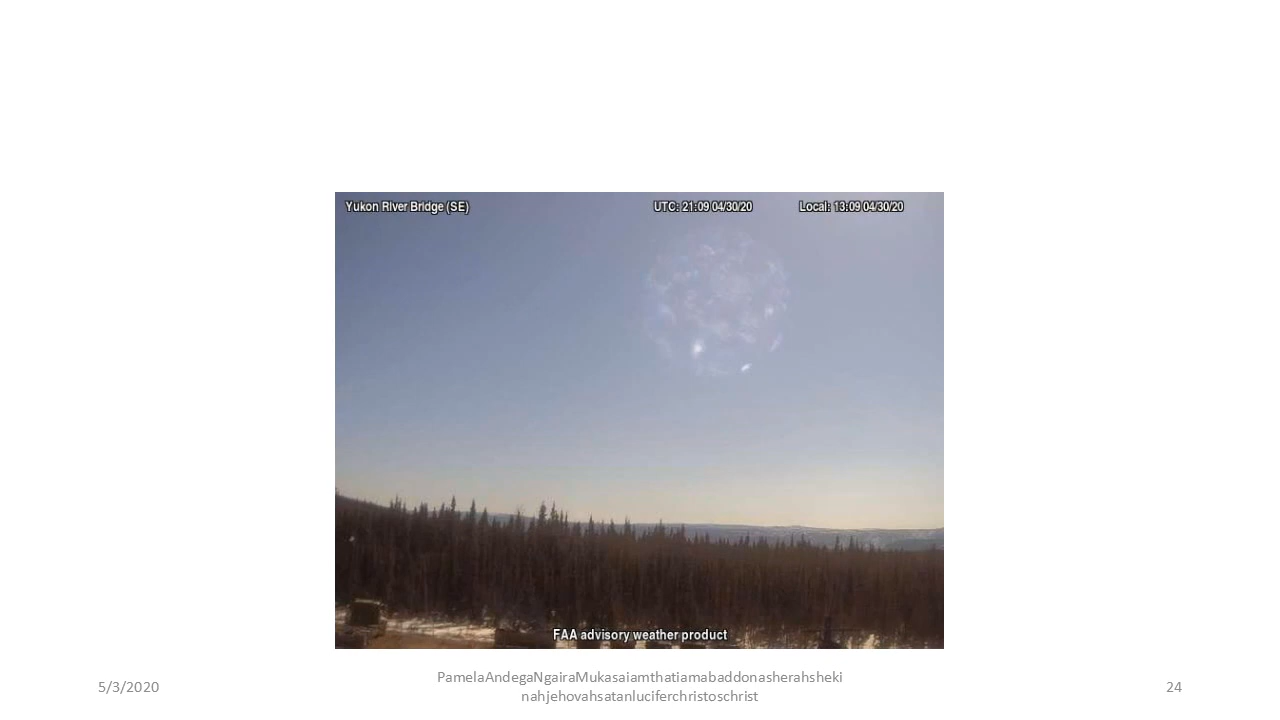 Yukon River Bridge (SE) UTC: 21:09 04/30/20 Local: 13:09 04/30/20
FAA advisory weather product
5/3/2020
PamelaAndegaNgairaMukasaiamthatiamabaddonasherahsheki
nahjehovahsatanluciferchristoschrist
24